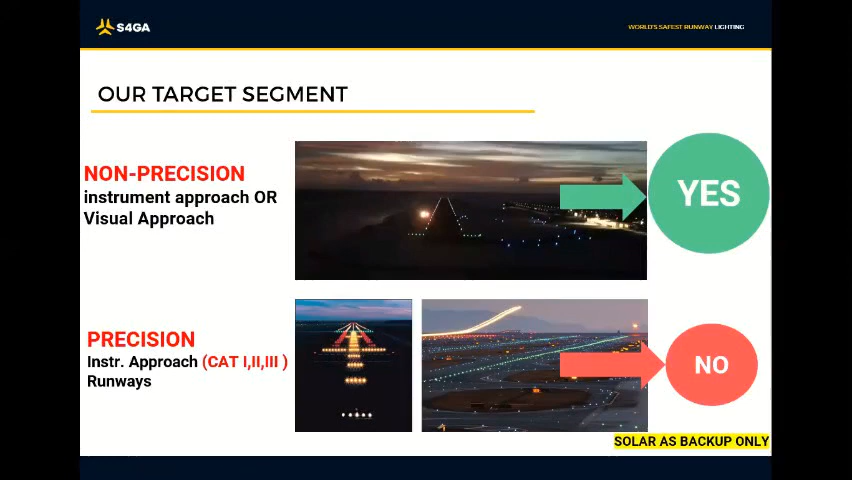 S4GA
WORLD'S SAFEST RUNWAY LIGHTING
OUR TARGET SEGMENT
NON-PRECISION
instrument approach OR
Visual Approach
YES
PRECISION
Instr. Approach (CAT I,II,III )
Runways
NO
SOLAR AS BACKUP ONLY